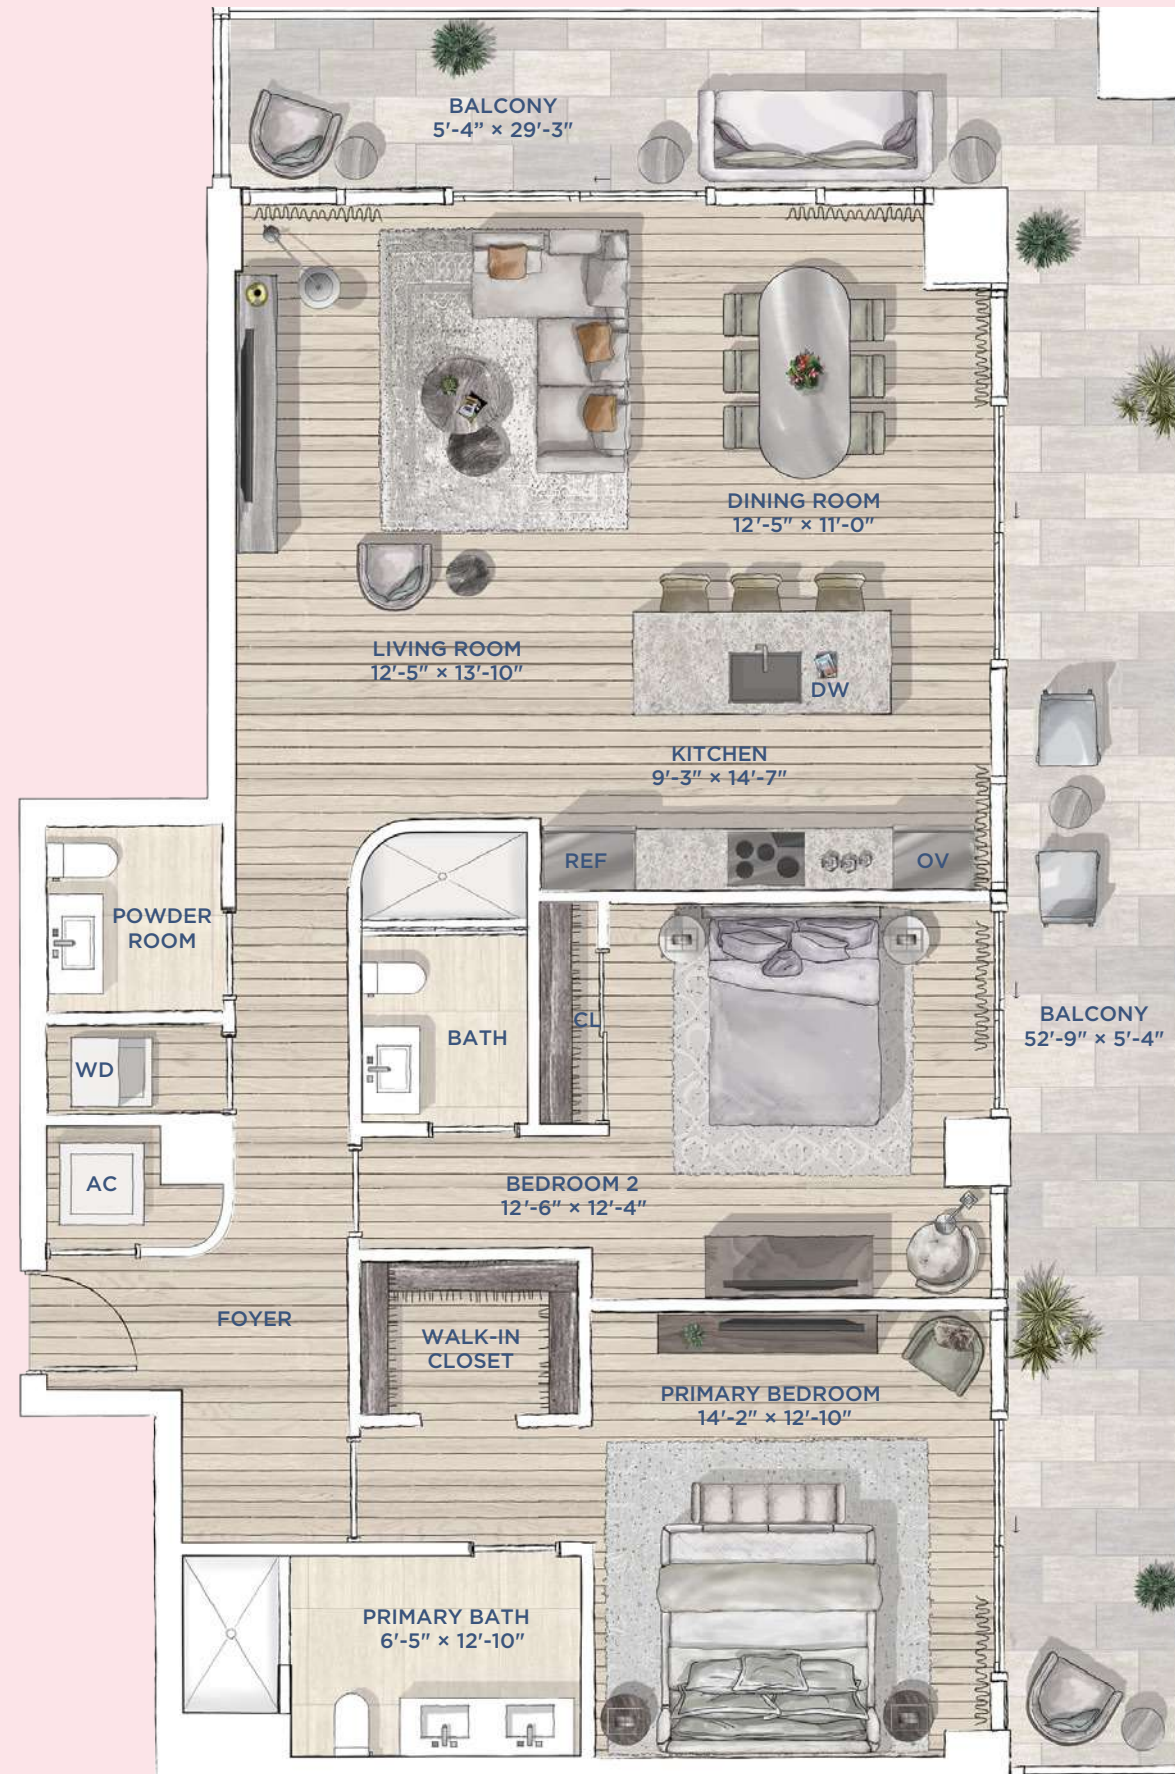 BALCONY
5'-4” × 29'-3"
DINING ROOM
12'-5" × 11'-0"
LIVING ROOM
12'-5" × 13'-10"
DW
KITCHEN
9'-3" × 14'-7"
REF
OV
POWDER
ROOM
BATH
CL
BALCONY
52'-9" × 5'-4"
WD
AC
BEDROOM 2
12'-6" × 12'-4"
FOYER
WALK-IN
CLOSET
PRIMARY BEDROOM
14'-2" × 12'-10"
PRIMARY BATH
6'-5" × 12'-10"